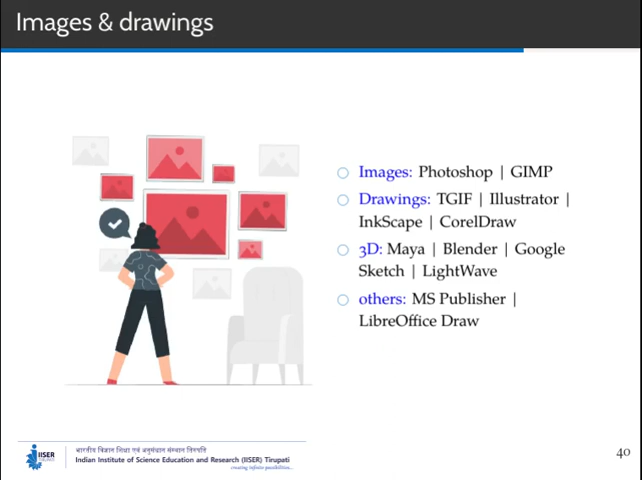 Images & drawings
Images: Photoshop | GIMP
Drawings: TGIF | Illustrator |
InkScape | CorelDraw
3D: Maya | Blender | Google
Sketch | LightWave
others: MS Publisher |
LibreOffice Draw
IISER
TIRUPATI
भारतीय विज्ञान शिक्षा एवं अनुसंधान संस्थान तिरुपति
Indian Institute of Science Education and Research (IISER) Tirupati
creating infinite possibilities...
40